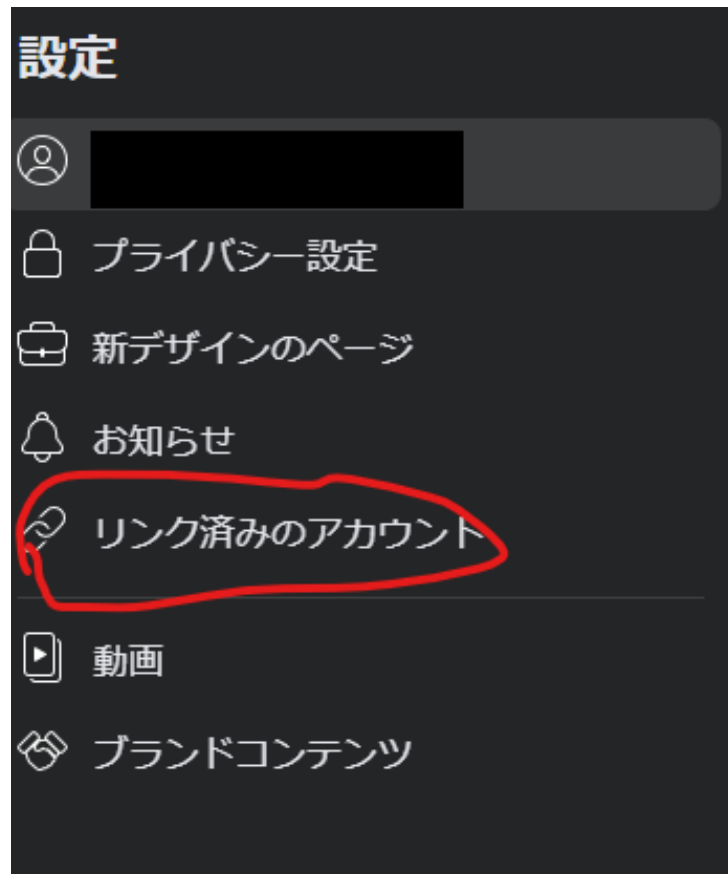 設定
プライバシー設定
新デザインのページ
お知らせ
リンク済みのアカウント
動画
ブランドコンテンツ